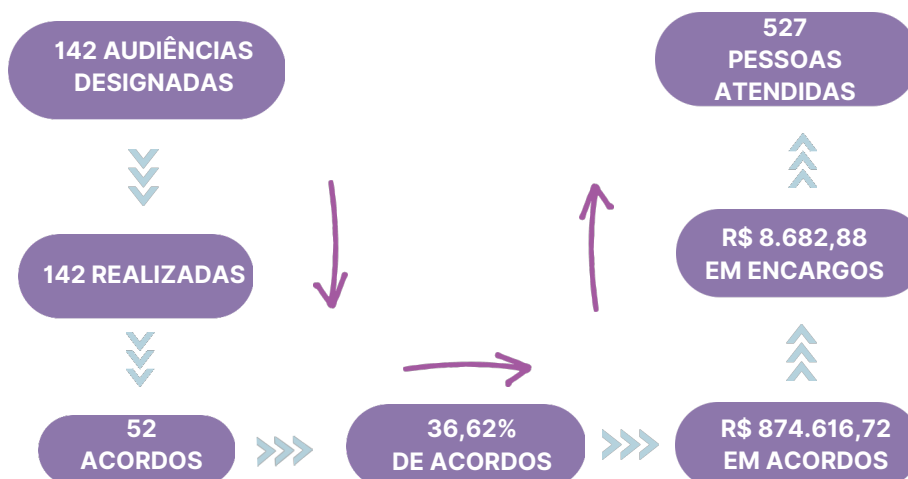 142 AUDIÊNCIAS
DESIGNADAS
142 REALIZADAS
52
ACORDOS
36,62%
DE ACORDOS
R$ 874.616,72
EM ACORDOS
R$ 8.682,88
EM ENCARGOS
527
PESSOAS
ATENDIDAS